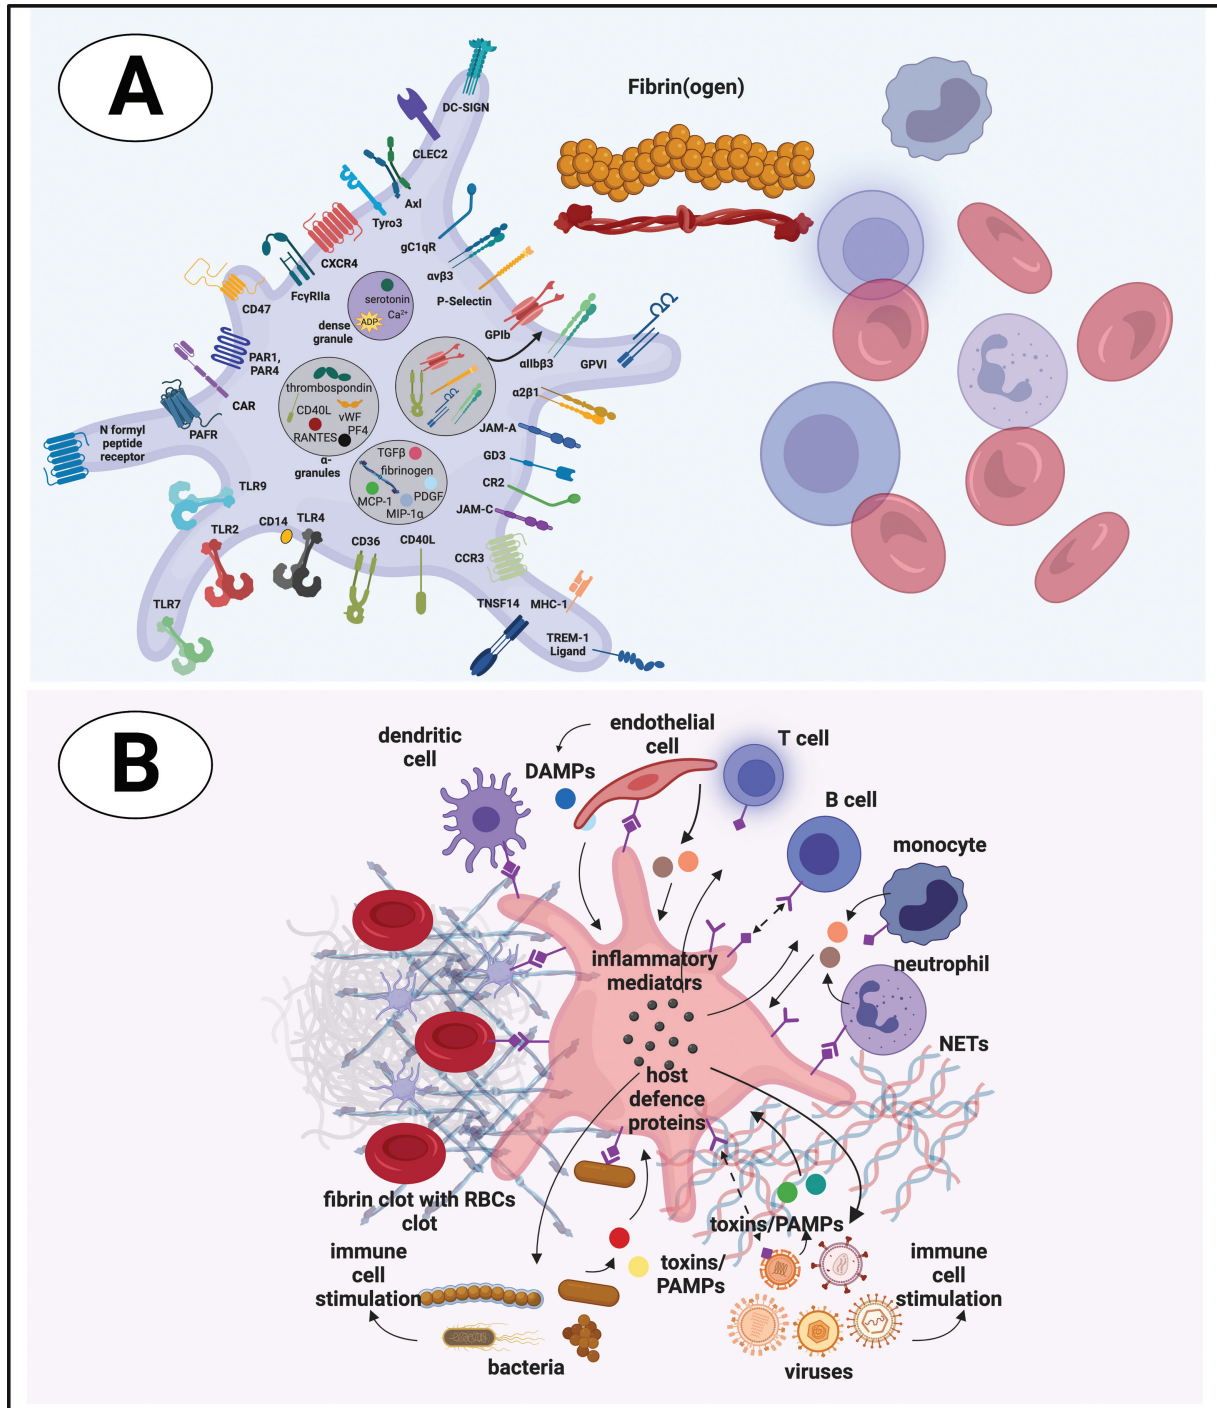 A
Fibrin(ogen)
DC-SIGN
CLEC2
Axl
Tyro3
gC1qR
CXCR4
αvβ3
FcγRIIa
P-Selectin
CD47
serotonin
Ca²⁺
ADP
dense
granule
GPIb
αIIbβ3
GPVI
PAR1,
PAR4
thrombospondin
α2β1
CAR
CD40L
vWF
PF4
RANTES
JAM-A
PAFR
N formyl
peptide
receptor
α-
granules
TGFβ
fibrinogen
PDGF
MCP-1
MIP-1α
GD3
CR2
TLR9
JAM-C
TLR2
CD14
TLR4
CD36
CD40L
CCR3
TLR7
TNSF14
MHC-1
TREM-1
Ligand
B
dendritic
cell
endothelial
cell
DAMPs
T cell
B cell
monocyte
neutrophil
NETs
inflammatory
mediators
host
defence
proteins
fibrin clot with RBCs
clot
toxins/PAMPs
immune
cell
stimulation
toxins/
PAMPs
immune
cell
stimulation
bacteria
viruses